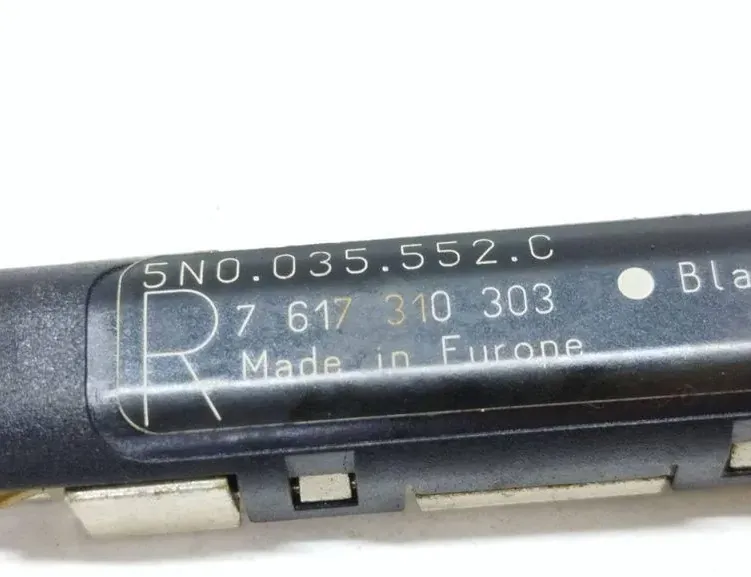 5N0.035.552.C
R 7 617 310 303
Made in Europe
Bla